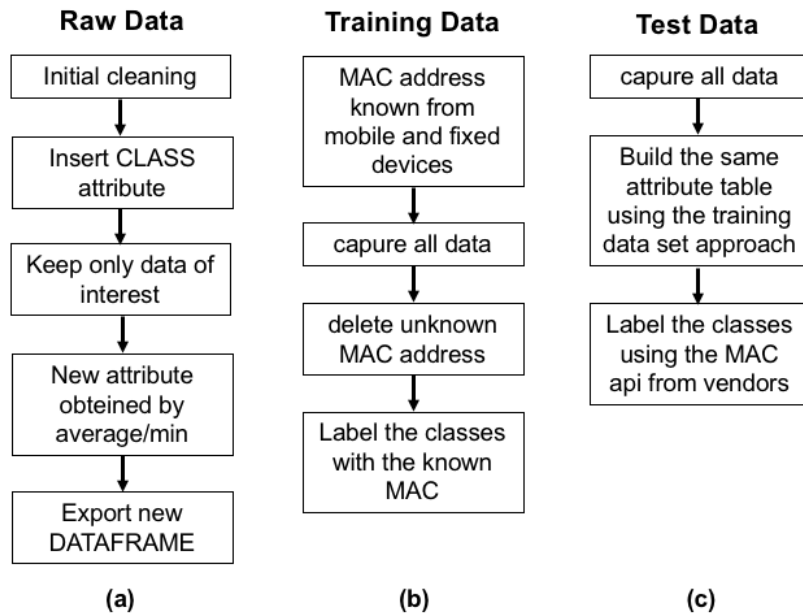 Raw Data
Initial cleaning
Insert CLASS
attribute
Keep only data of
interest
New attribute
obteined by
average/min
Export new
DATAFRAME
(a)
Training Data
MAC address
known from
mobile and fixed
devices
capure all data
delete unknown
MAC address
Label the classes
with the known
MAC
(b)
Test Data
capure all data
Build the same
attribute table
using the training
data set approach
Label the classes
using the MAC
api from vendors
(c)